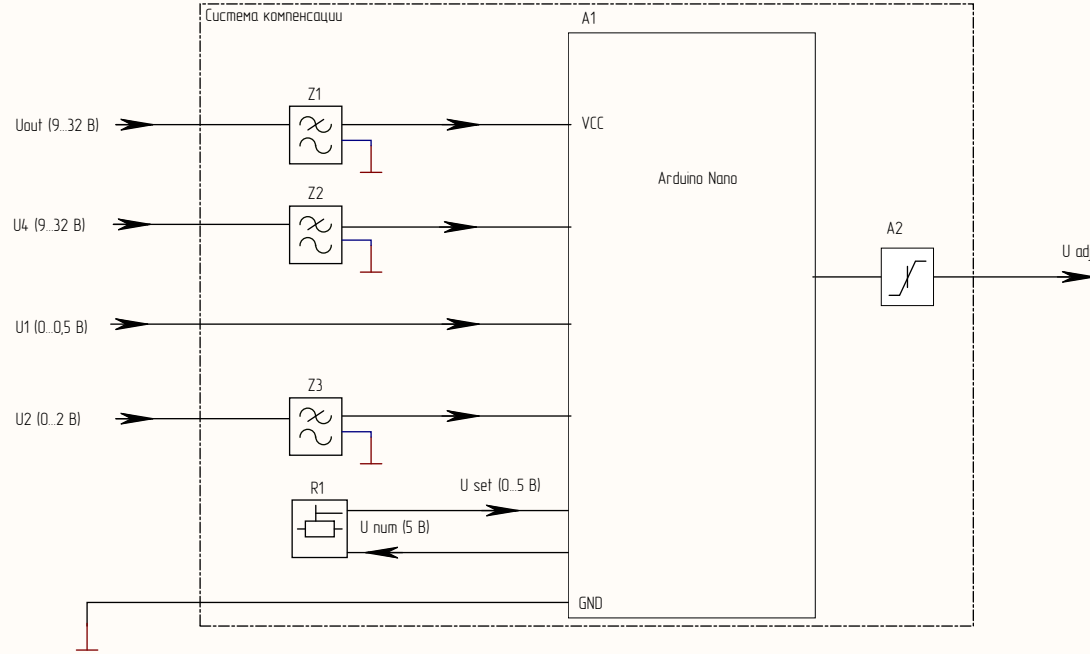 Система компенсации
A1
Z1
Uout (9...32 В)
VCC
Arduino Nano
Z2
U4 (9...32 В)
A2
U adj
U1 (0...0,5 В)
Z3
U2 (0...2 В)
R1
U set (0...5 В)
U num (5 В)
GND